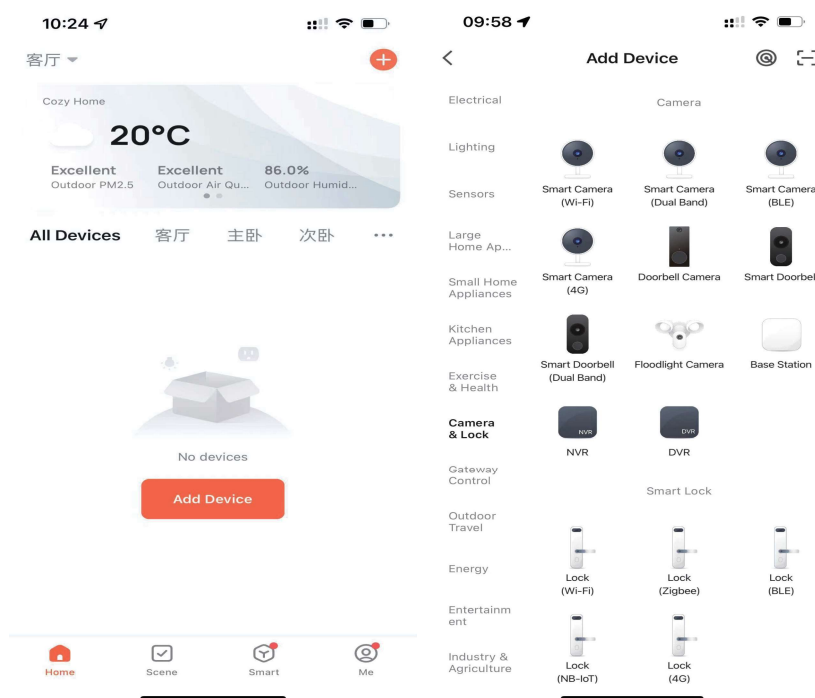 10:24
客厅
Cozy Home
20°C
Excellent
Outdoor PM2.5
Excellent
Outdoor Air Qu...
86.0%
Outdoor Humid...
All Devices 客厅 主卧 次卧 ...
No devices
Add Device
Home Scene Smart Me
09:58
Add Device
Electrical
Lighting
Sensors
Large
Home Ap...
Small Home
Appliances
Kitchen
Appliances
Exercise
& Health
Camera
& Lock
Gateway
Control
Outdoor
Travel
Energy
Entertainm
ent
Industry &
Agriculture
Camera
Smart Camera
(Wi-Fi)
Smart Camera
(Dual Band)
Smart Camera
(BLE)
Smart Camera
(4G)
Doorbell Camera
Smart Doorbel
Smart Doorbell
(Dual Band)
Floodlight Camera
Base Station
NVR
NVR
DVR
DVR
Smart Lock
Lock
(Wi-Fi)
Lock
(Zigbee)
Lock
(BLE)
Lock
(NB-IoT)
Lock
(4G)